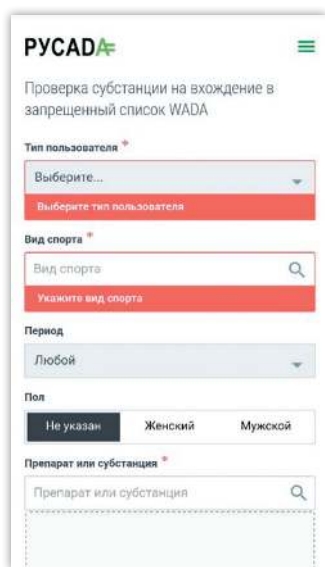 РУСАDA
Проверка субстанции на вхождение в
запрещенный список WADA
Тип пользователя *
Выберите...
Выберите тип пользователя
Вид спорта *
Вид спорта
Укажите вид спорта
Период
Любой
Пол
Не указан Женский Мужской
Препарат или субстанция *
Препарат или субстанция